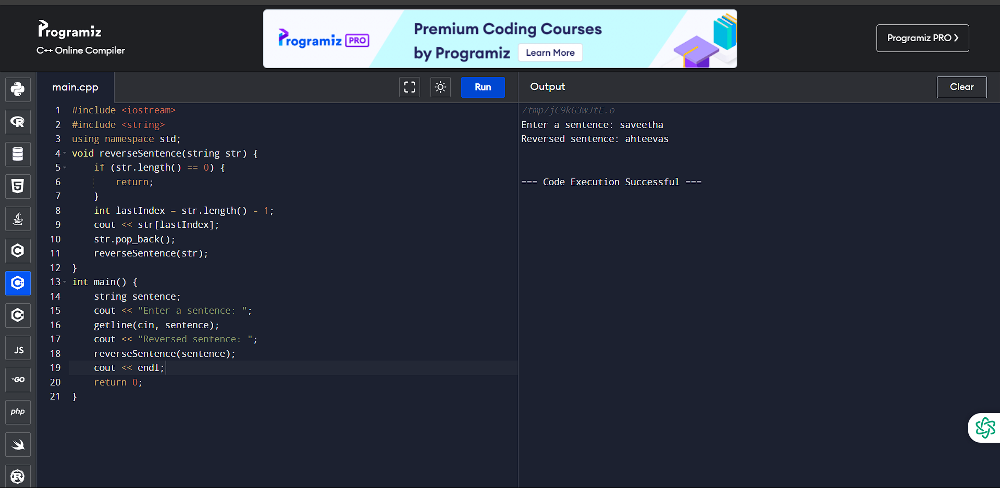 Programiz
C++ Online Compiler
Programiz PRO
Premium Coding Courses
by Programiz
Learn More
Programiz PRO ❯
main.cpp
Run
Output
Clear
1 #include <iostream>
2 #include <string>
3 using namespace std;
4 void reverseSentence(string str) {
5     if (str.length() == 0) {
6         return;
7     }
8     int lastIndex = str.length() - 1;
9     cout << str[lastIndex];
10     str.pop_back();
11     reverseSentence(str);
12 }
13 int main() {
14     string sentence;
15     cout << "Enter a sentence: ";
16     getline(cin, sentence);
17     cout << "Reversed sentence: ";
18     reverseSentence(sentence);
19     cout << endl;
20     return 0;
21 }
/tmp/jC9kG3wJtE.o
Enter a sentence: saveetha
Reversed sentence: ahteevas
=== Code Execution Successful ===
R
5
C
C
C
JS
GO
php
R